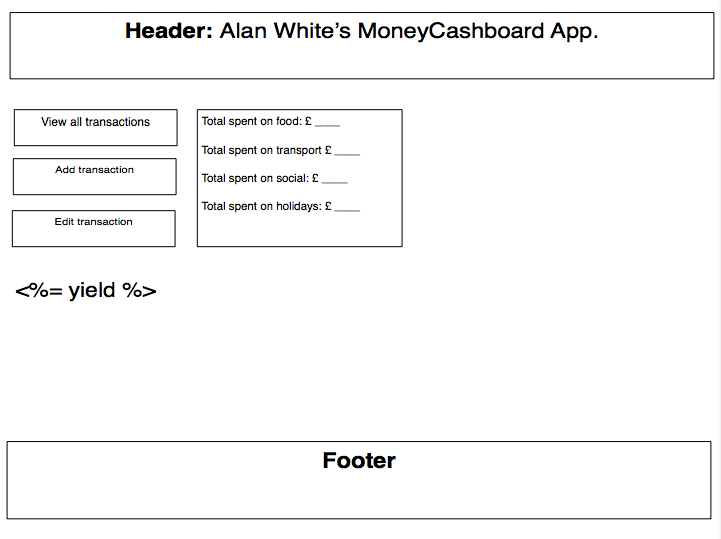 Header: Alan White’s MoneyCashboard App.
View all transactions
Add transaction
Edit transaction
Total spent on food: £ ____
Total spent on transport £ ____
Total spent on social: £ ____
Total spent on holidays: £ ____
<%= yield %>
Footer